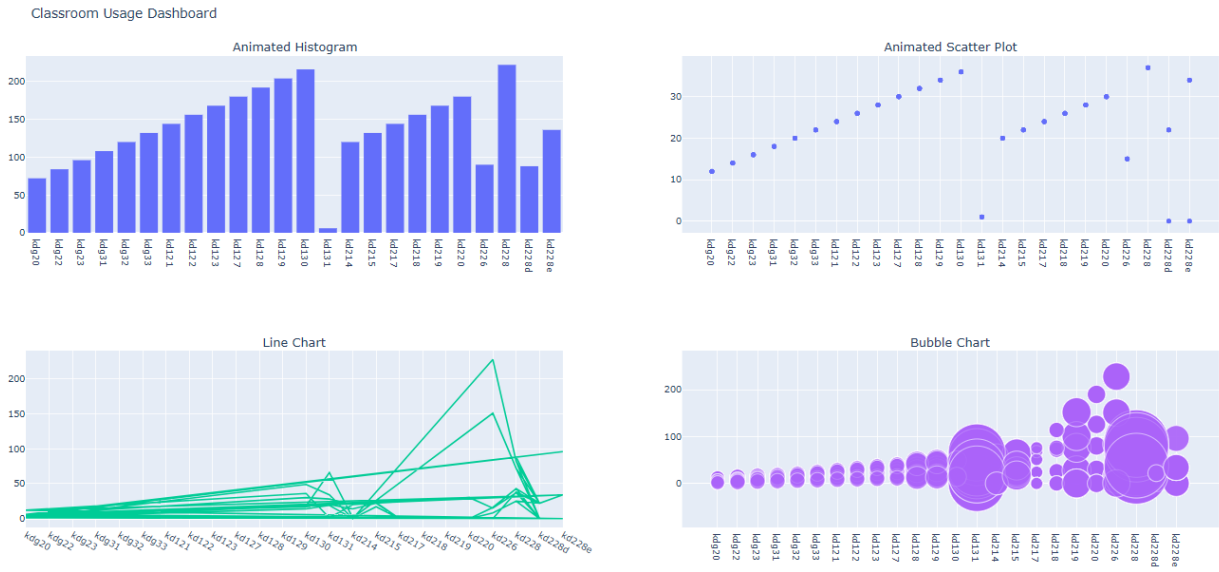 Classroom Usage Dashboard
Animated Histogram
200
150
100
50
0
kdg20 kdg22 kdg23 kdg31 kdg32 kdg33 kd121 kd122 kd123 kd127 kd128 kd129 kd130 kd131 kd214 kd215 kd217 kd218 kd219 kd220 kd226 kd228 kd228d kd228e
Animated Scatter Plot
30
20
10
0
kdg20 kdg22 kdg23 kdg31 kdg32 kdg33 kd121 kd122 kd123 kd127 kd128 kd129 kd130 kd131 kd214 kd215 kd217 kd218 kd219 kd220 kd226 kd228 kd228d kd228e
Line Chart
200
150
100
50
0
kdg20 kdg22 kdg23 kdg31 kdg32 kdg33 kd121 kd122 kd123 kd127 kd128 kd129 kd130 kd131 kd214 kd215 kd217 kd218 kd219 kd220 kd226 kd228 kd228d kd228e
Bubble Chart
200
100
0
kdg20 kdg22 kdg23 kdg31 kdg32 kdg33 kd121 kd122 kd123 kd127 kd128 kd129 kd130 kd131 kd214 kd215 kd217 kd218 kd219 kd220 kd226 kd228 kd228d kd228e